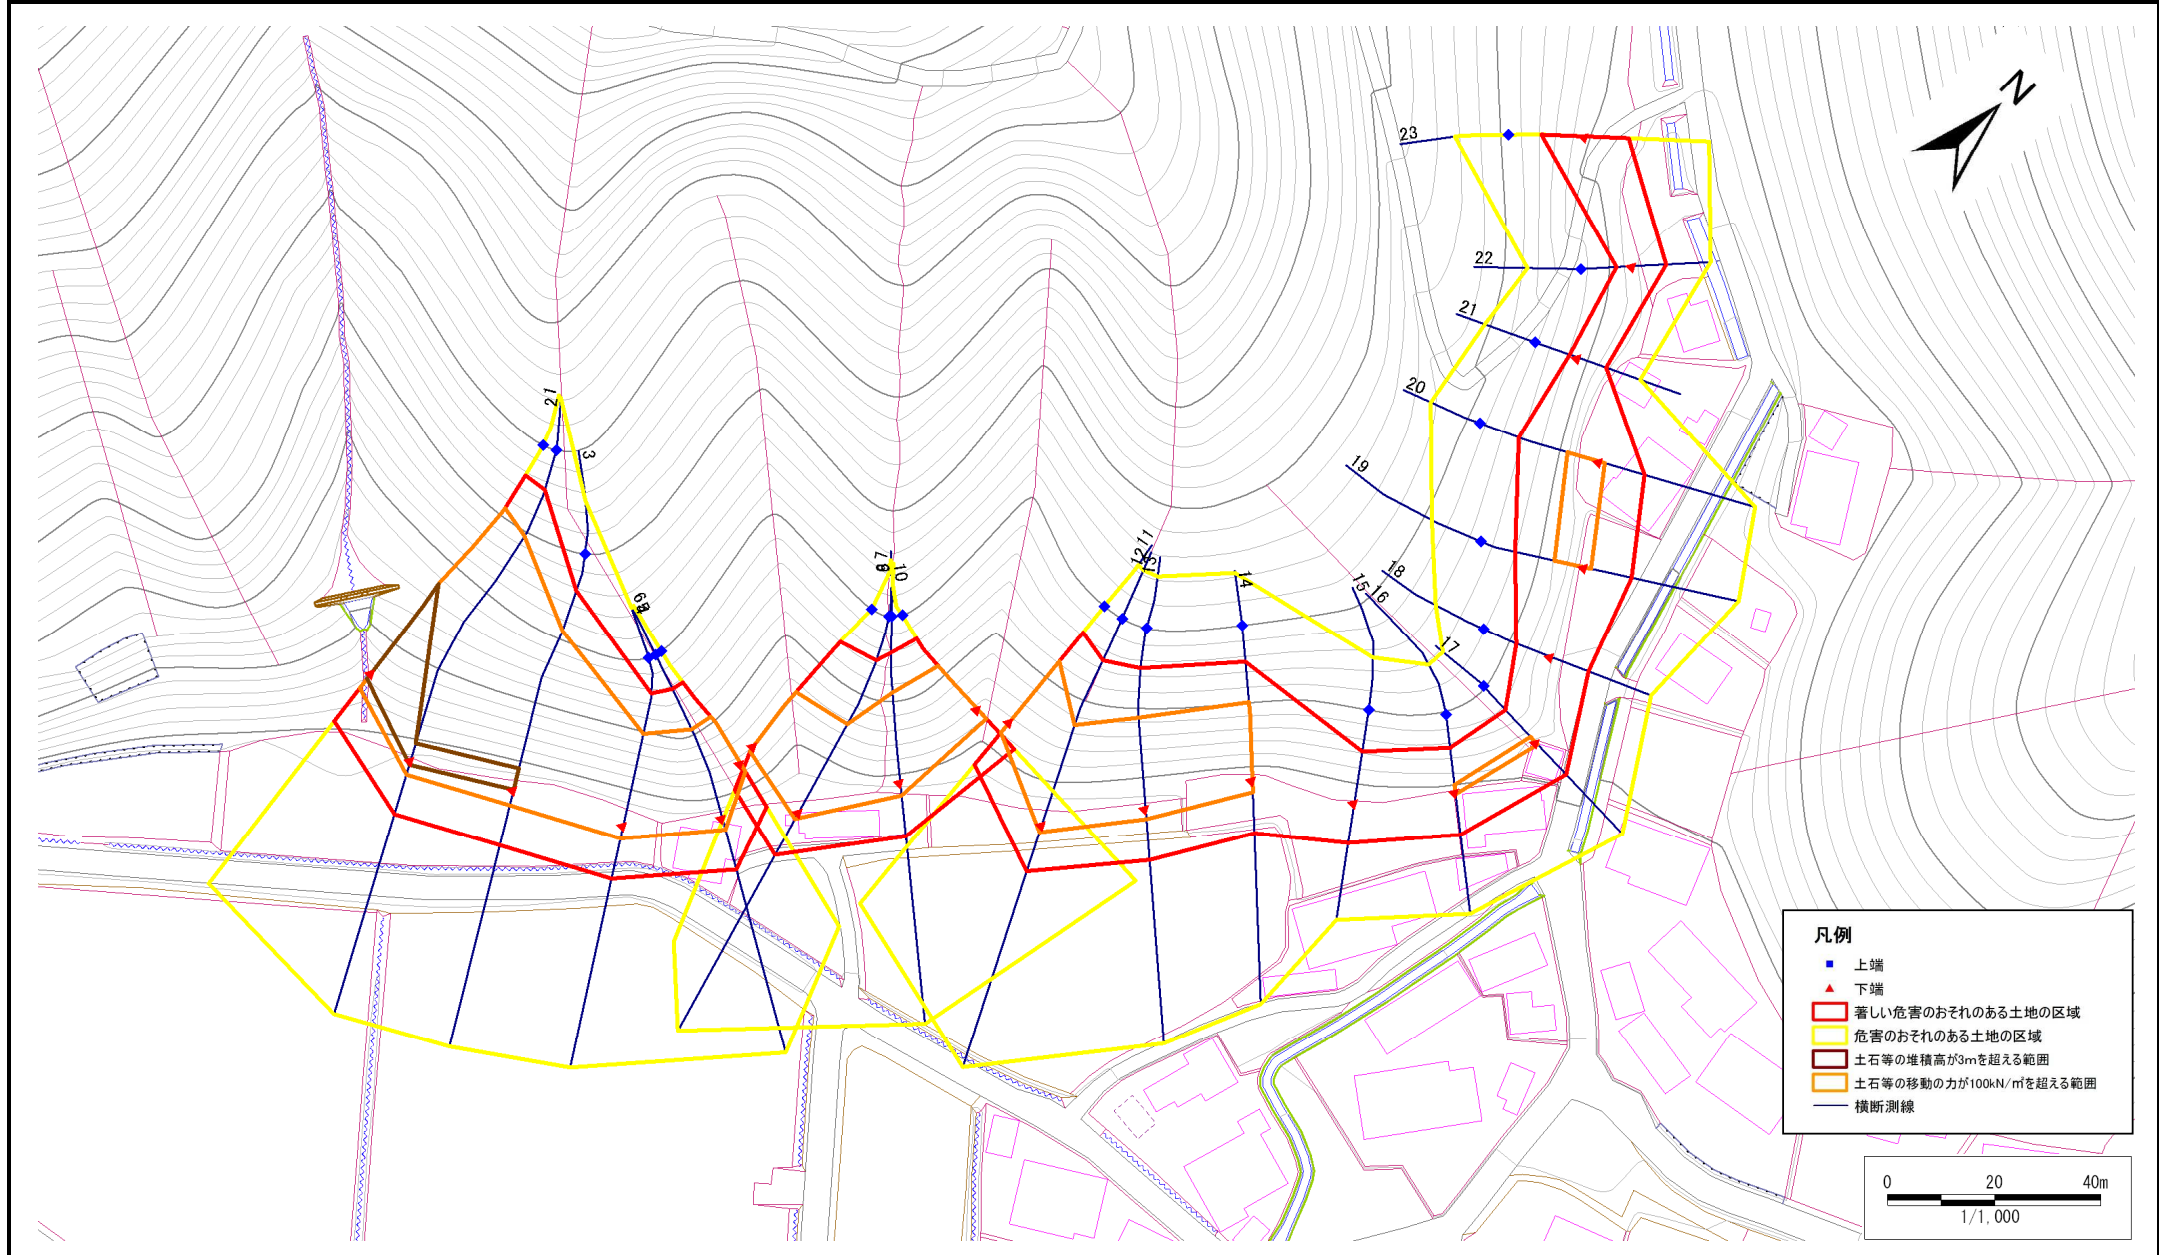 N
23
22
21
20
19
18
17
16
15
14
11
12
13
10
7
3
1
2
凡例
上端
下端
著しい危害のおそれのある土地の区域
危害のおそれのある土地の区域
土石等の堆積高が3mを超える範囲
土石等の移動の力が100kN/㎡を超える範囲
横断測線
0 20 40m
1/1,000